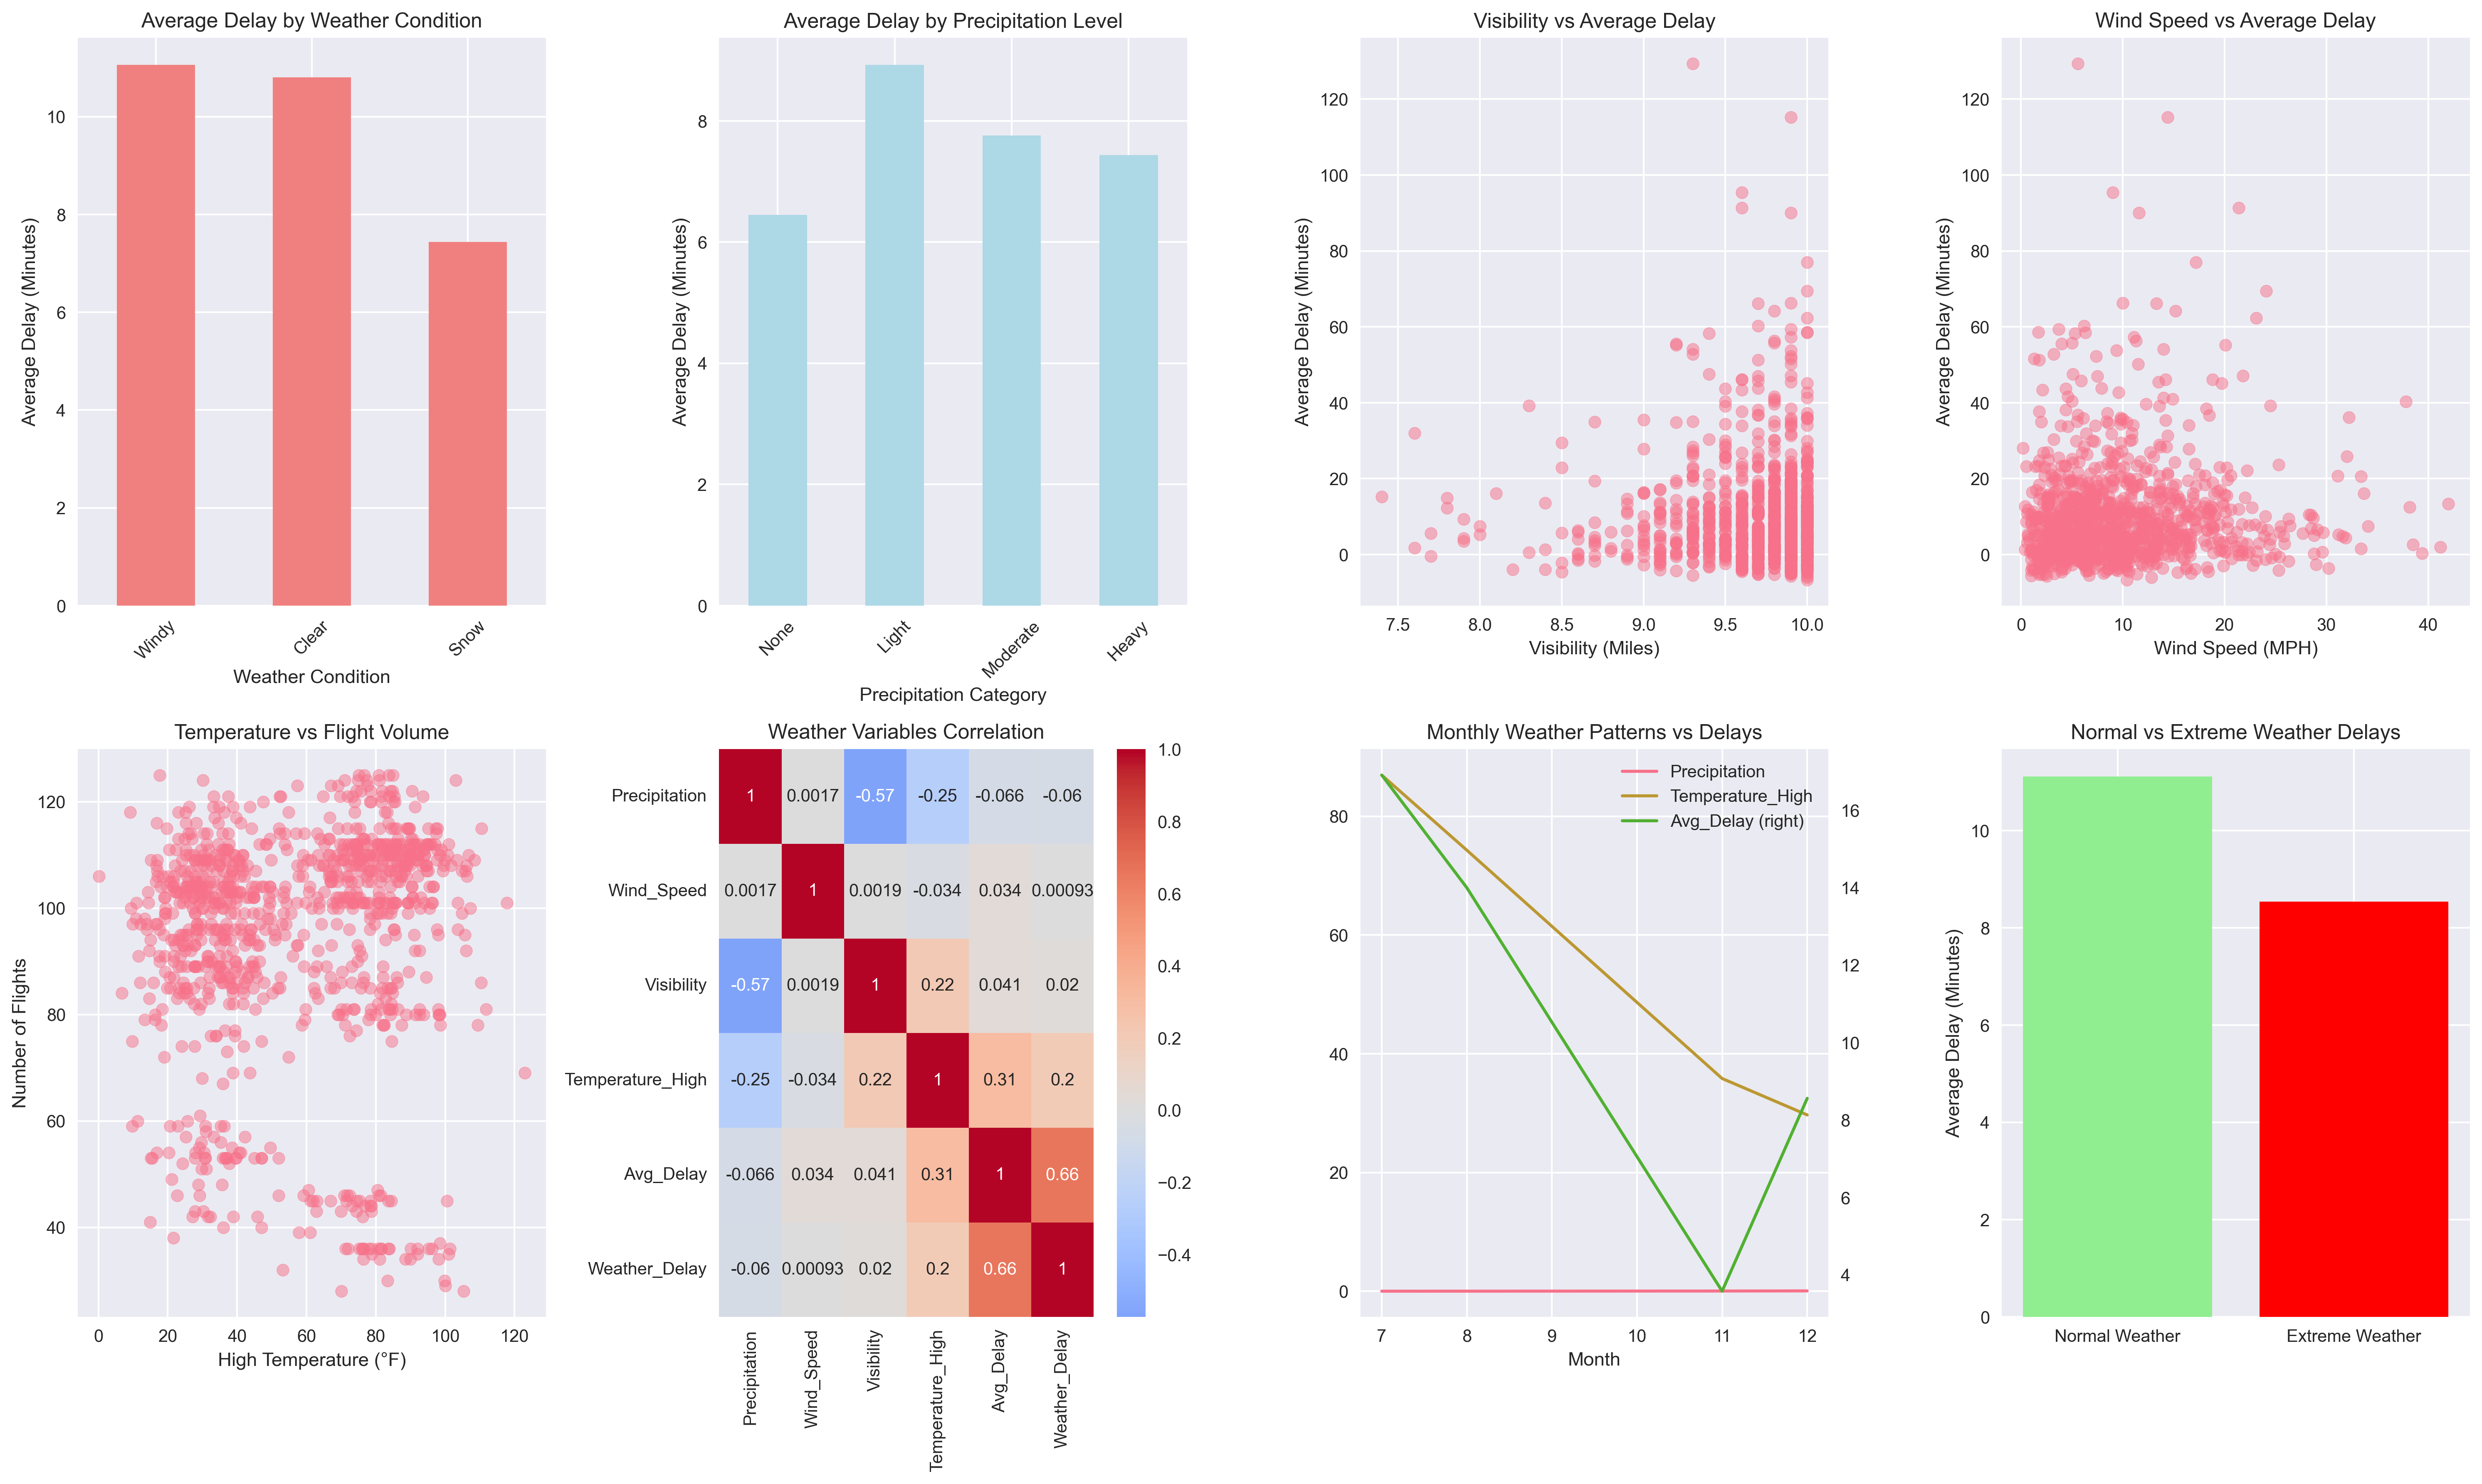 Average Delay by Weather Condition
Average Delay (Minutes)
10
8
6
4
2
0
Windy
Clear
Snow
Weather Condition
Average Delay by Precipitation Level
Average Delay (Minutes)
8
6
4
2
0
None
Light
Moderate
Heavy
Precipitation Category
Visibility vs Average Delay
Average Delay (Minutes)
120
100
80
60
40
20
0
7.5 8.0 8.5 9.0 9.5 10.0
Visibility (Miles)
Wind Speed vs Average Delay
Average Delay (Minutes)
120
100
80
60
40
20
0
0 10 20 30 40
Wind Speed (MPH)
Temperature vs Flight Volume
Number of Flights
120
100
80
60
40
0 20 40 60 80 100 120
High Temperature (°F)
Weather Variables Correlation
Precipitation 1 0.0017 -0.57 -0.25 -0.066 -0.06
Wind_Speed 0.0017 1 0.0019 -0.034 0.034 0.00093
Visibility -0.57 0.0019 1 0.22 0.041 0.02
Temperature_High -0.25 -0.034 0.22 1 0.31 0.2
Avg_Delay -0.066 0.034 0.041 0.31 1 0.66
Weather_Delay -0.06 0.00093 0.02 0.2 0.66 1
Precipitation
Wind_Speed
Visibility
Temperature_High
Avg_Delay
Weather_Delay
1.0
0.8
0.6
0.4
0.2
0.0
−0.2
−0.4
Monthly Weather Patterns vs Delays
Precipitation
Temperature_High
Avg_Delay (right)
80
60
40
20
0
16
14
12
10
8
6
4
7 8 9 10 11 12
Month
Normal vs Extreme Weather Delays
Average Delay (Minutes)
10
8
6
4
2
0
Normal Weather
Extreme Weather